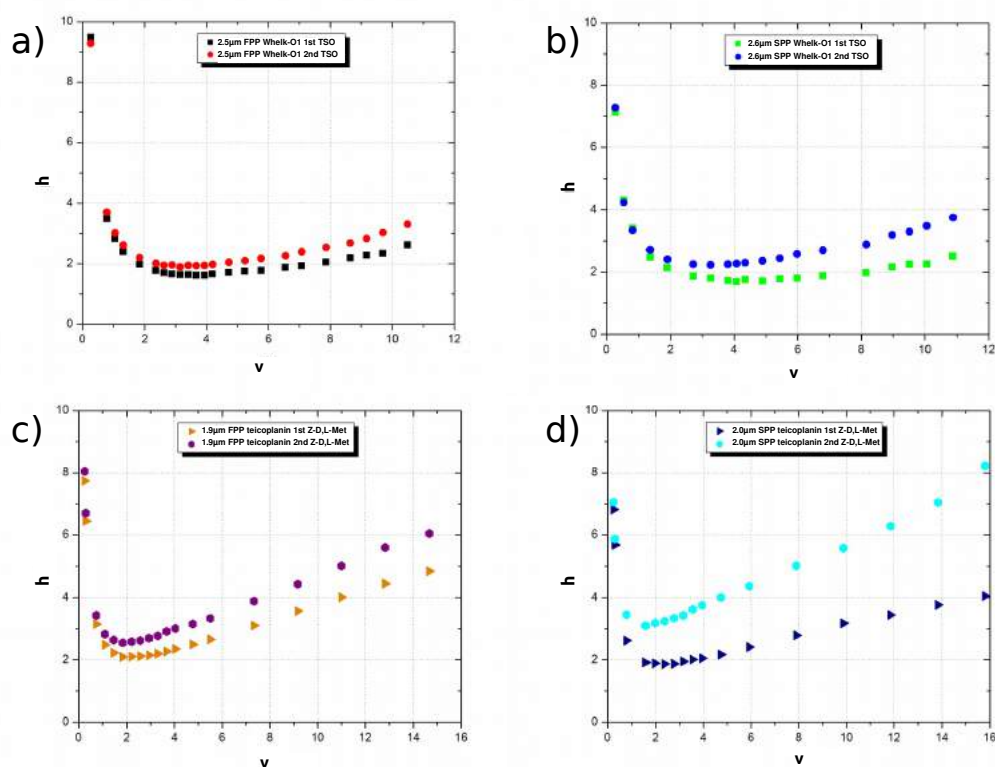 a)
10
8
6
4
2
0
h
2.5µm FPP Whelk-O1 1st TSO
2.5µm FPP Whelk-O1 2nd TSO
0 2 4 6 8 10 12
v
b)
10
8
6
4
2
0
h
2.6µm SPP Whelk-O1 1st TSO
2.6µm SPP Whelk-O1 2nd TSO
0 2 4 6 8 10 12
v
c)
10
8
6
4
2
0
h
1.9µm FPP teicoplanin 1st Z-D,L-Met
1.9µm FPP teicoplanin 2nd Z-D,L-Met
0 2 4 6 8 10 12 14 16
v
d)
10
8
6
4
2
0
h
2.0µm SPP teicoplanin 1st Z-D,L-Met
2.0µm SPP teicoplanin 2nd Z-D,L-Met
0 2 4 6 8 10 12 14 16
v